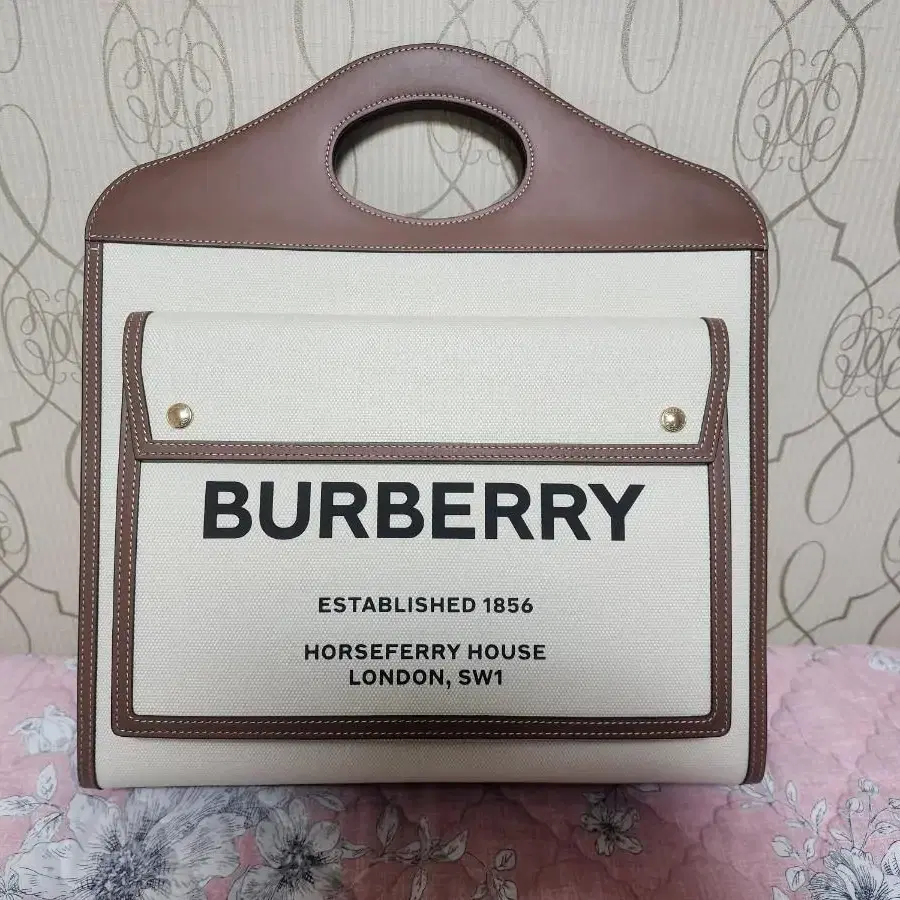 BURBERRY
ESTABLISHED 1856
HORSEFERRY HOUSE
LONDON, SW1